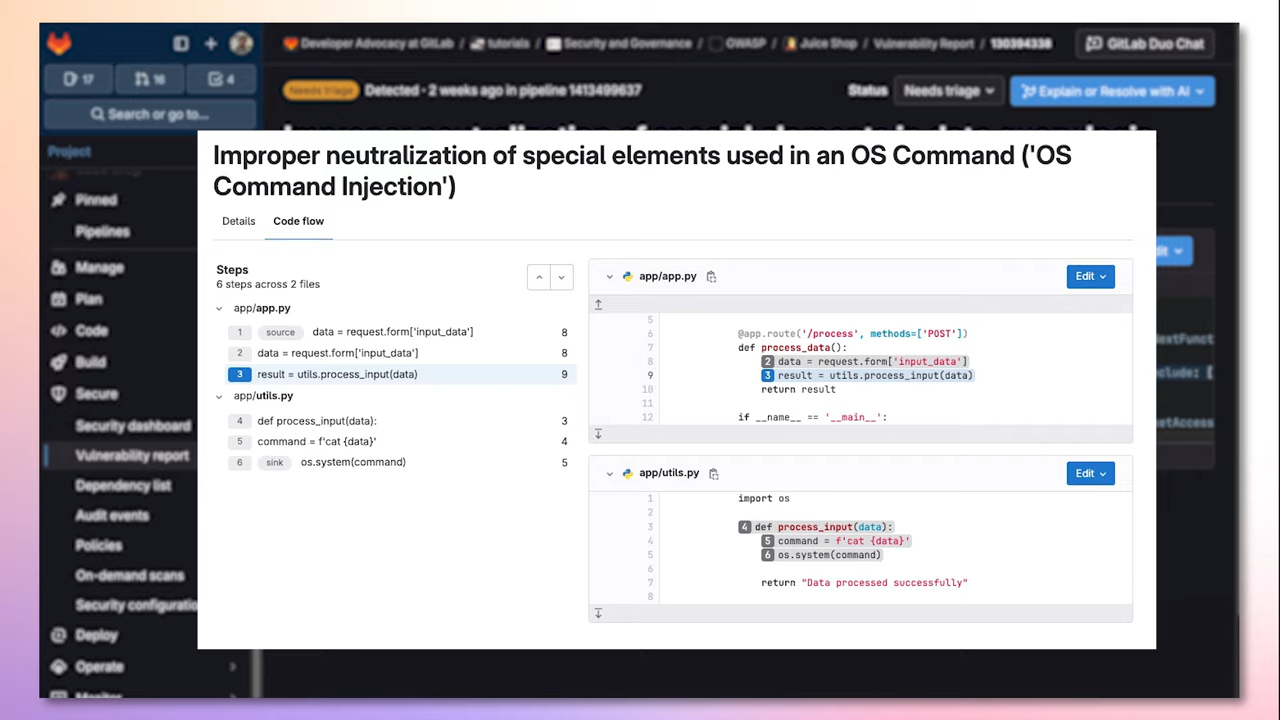 17
16
4
Search or go to...
Project
Pinned
Pipelines
Manage
Plan
Code
Build
Secure
Security dashboard
Vulnerability report
Dependency list
Audit events
Policies
On-demand scans
Security configuratio
Deploy
Operate
Developer Advocacy at GitLab / tutorials / Security and Governance / OWASP / Juice Shop / Vulnerability Report / 130394338
GitLab Duo Chat
Needs triage Detected · 2 weeks ago in pipeline 1413499637
Status Needs triage
Explain or Resolve with AI
Improper neutralization of special elements used in an OS Command ('OS
Command Injection')
Details Code flow
Steps
6 steps across 2 files
app/app.py
1 source data = request.form['input_data'] 8
2 data = request.form['input_data'] 8
3 result = utils.process_input(data) 9
app/utils.py
4 def process_input(data): 3
5 command = f'cat {data}' 4
6 sink os.system(command) 5
app/app.py
Edit
5
6 @app.route('/process', methods=['POST'])
7 def process_data():
8 2 data = request.form['input_data']
9 3 result = utils.process_input(data)
10 return result
11
12 if __name__ == '__main__':
app/utils.py
Edit
1 import os
2
3 4 def process_input(data):
4 5 command = f'cat {data}'
5 6 os.system(command)
6
7 return "Data processed successfully"
8